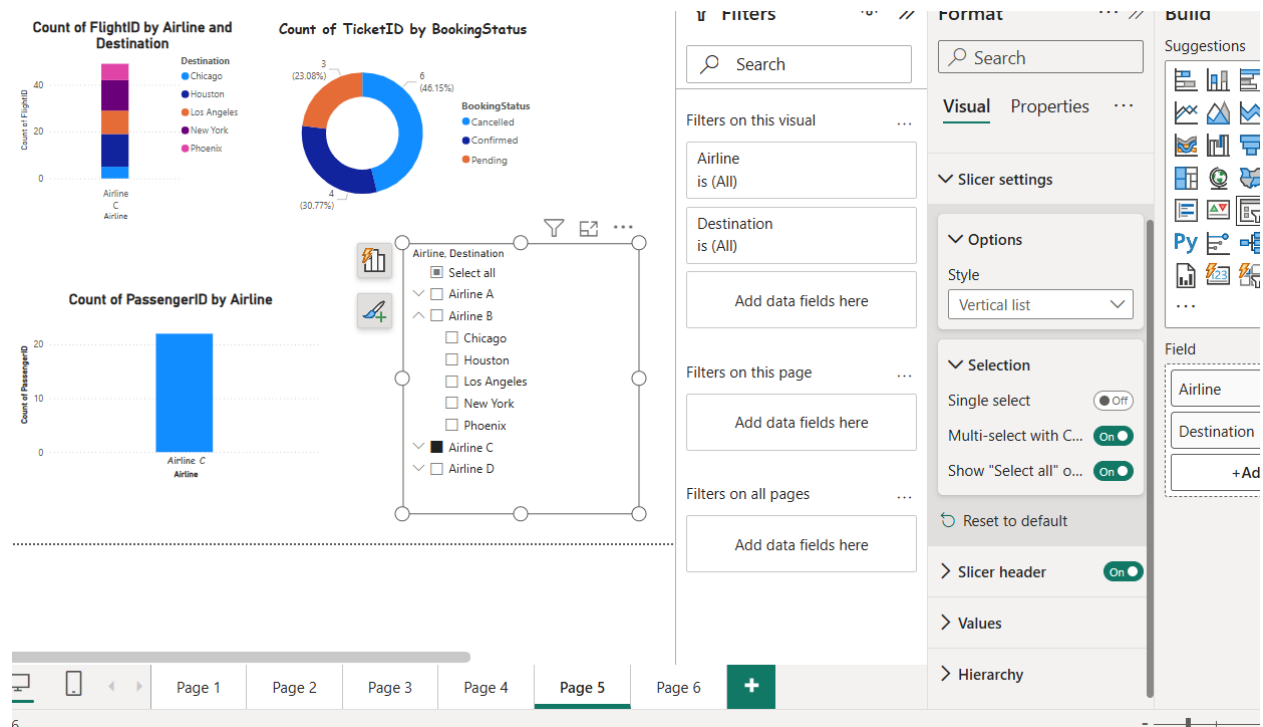 Count of FlightID by Airline and
Destination
Count of FlightID
40
20
0
Airline
C
Airline
Destination
Chicago
Houston
Los Angeles
New York
Phoenix
Count of TicketID by BookingStatus
3
(23.08%)
6
(46.15%)
4
(30.77%)
BookingStatus
Cancelled
Confirmed
Pending
Count of PassengerID by Airline
Count of PassengerID
20
10
0
Airline C
Airline
Airline, Destination
Select all
Airline A
Airline B
Chicago
Houston
Los Angeles
New York
Phoenix
Airline C
Airline D
Filters
Search
Filters on this visual
...
Airline
is (All)
Destination
is (All)
Add data fields here
Filters on this page
...
Add data fields here
Filters on all pages
...
Add data fields here
Format
Search
Visual Properties ...
Slicer settings
Options
Style
Vertical list
Selection
Single select Off
Multi-select with C... On
Show "Select all" o... On
Reset to default
Slicer header On
Values
Hierarchy
Build
Suggestions
Py
123
...
Field
Airline
Destination
+Ad
Page 1 Page 2 Page 3 Page 4 Page 5 Page 6 +